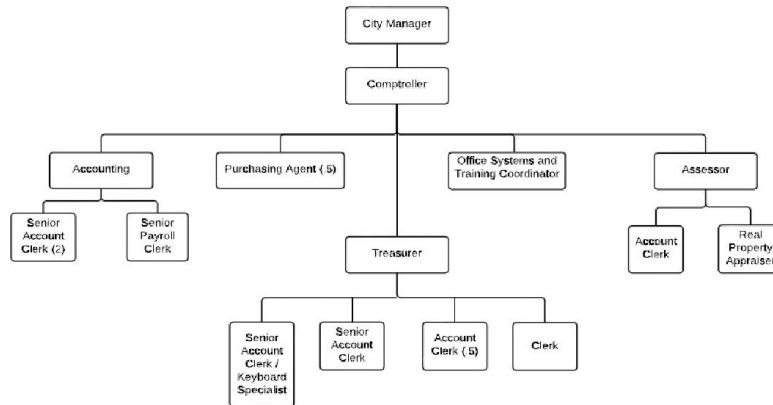 City Manager
Comptroller
Accounting
Purchasing Agent (.5)
Office Systems and
Training Coordinator
Assessor
Senior
Account
Clerk (2)
Senior
Payroll
Clerk
Treasurer
Account
Clerk
Real
Property
Appraiser
Senior
Account
Clerk /
Keyboard
Specialist
Senior
Account
Clerk
Account
Clerk (.5)
Clerk